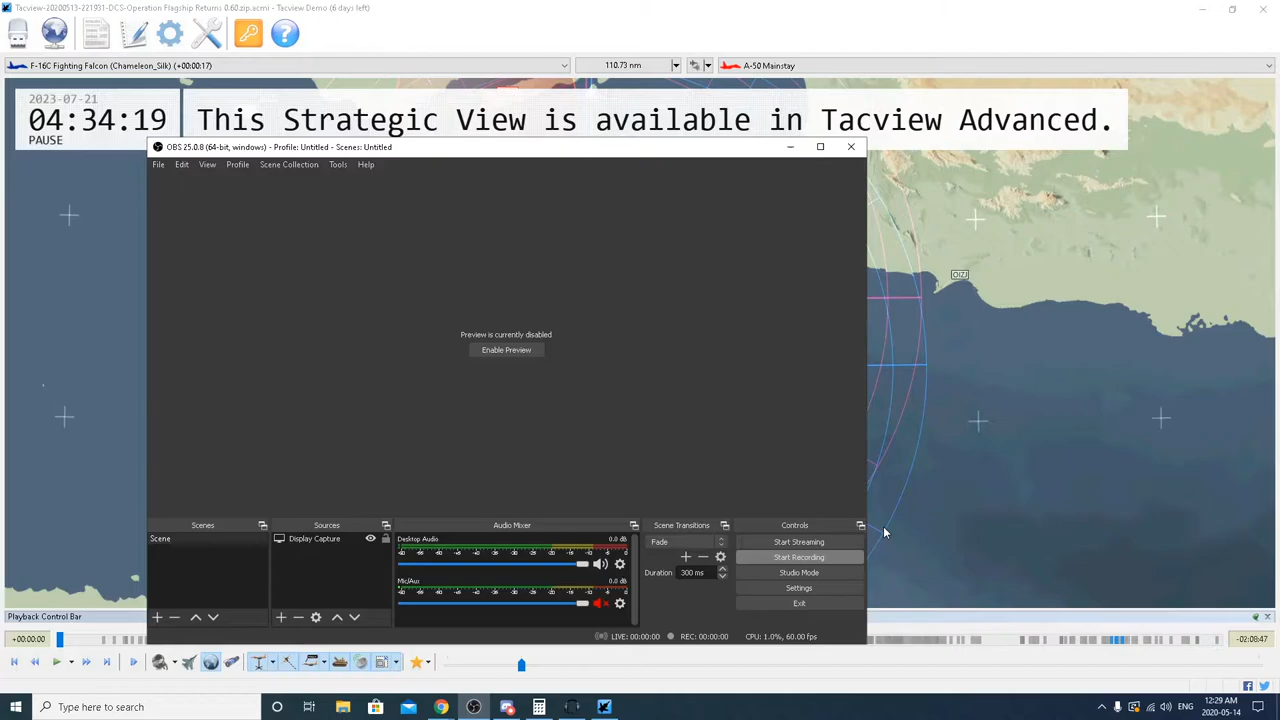 Tacview-20200513-221931-DCS-Operation Flagship Returns 0.60.zip.acmi - Tacview Demo (6 days left)
F-16C Fighting Falcon (Chameleon_Silk) (+00:00:17)
110.73 nm
A-50 Mainstay
2023-07-21
04:34:19
PAUSE
This Strategic View is available in Tacview Advanced.
OBS 25.0.8 (64-bit, windows) - Profile: Untitled - Scenes: Untitled
File Edit View Profile Scene Collection Tools Help
OIZJ
Preview is currently disabled
Enable Preview
Scenes
Sources
Audio Mixer
Scene Transitions
Controls
Scene
Display Capture
Desktop Audio
0.0 dB
Mic/Aux
0.0 dB
Fade
Duration 300 ms
Start Streaming
Start Recording
Studio Mode
Settings
Exit
LIVE: 00:00:00
REC: 00:00:00
CPU: 1.0%, 60.00 fps
Playback Control Bar
+00:00:00
-02:08:47
Type here to search
ENG
12:29 AM
2020-05-14